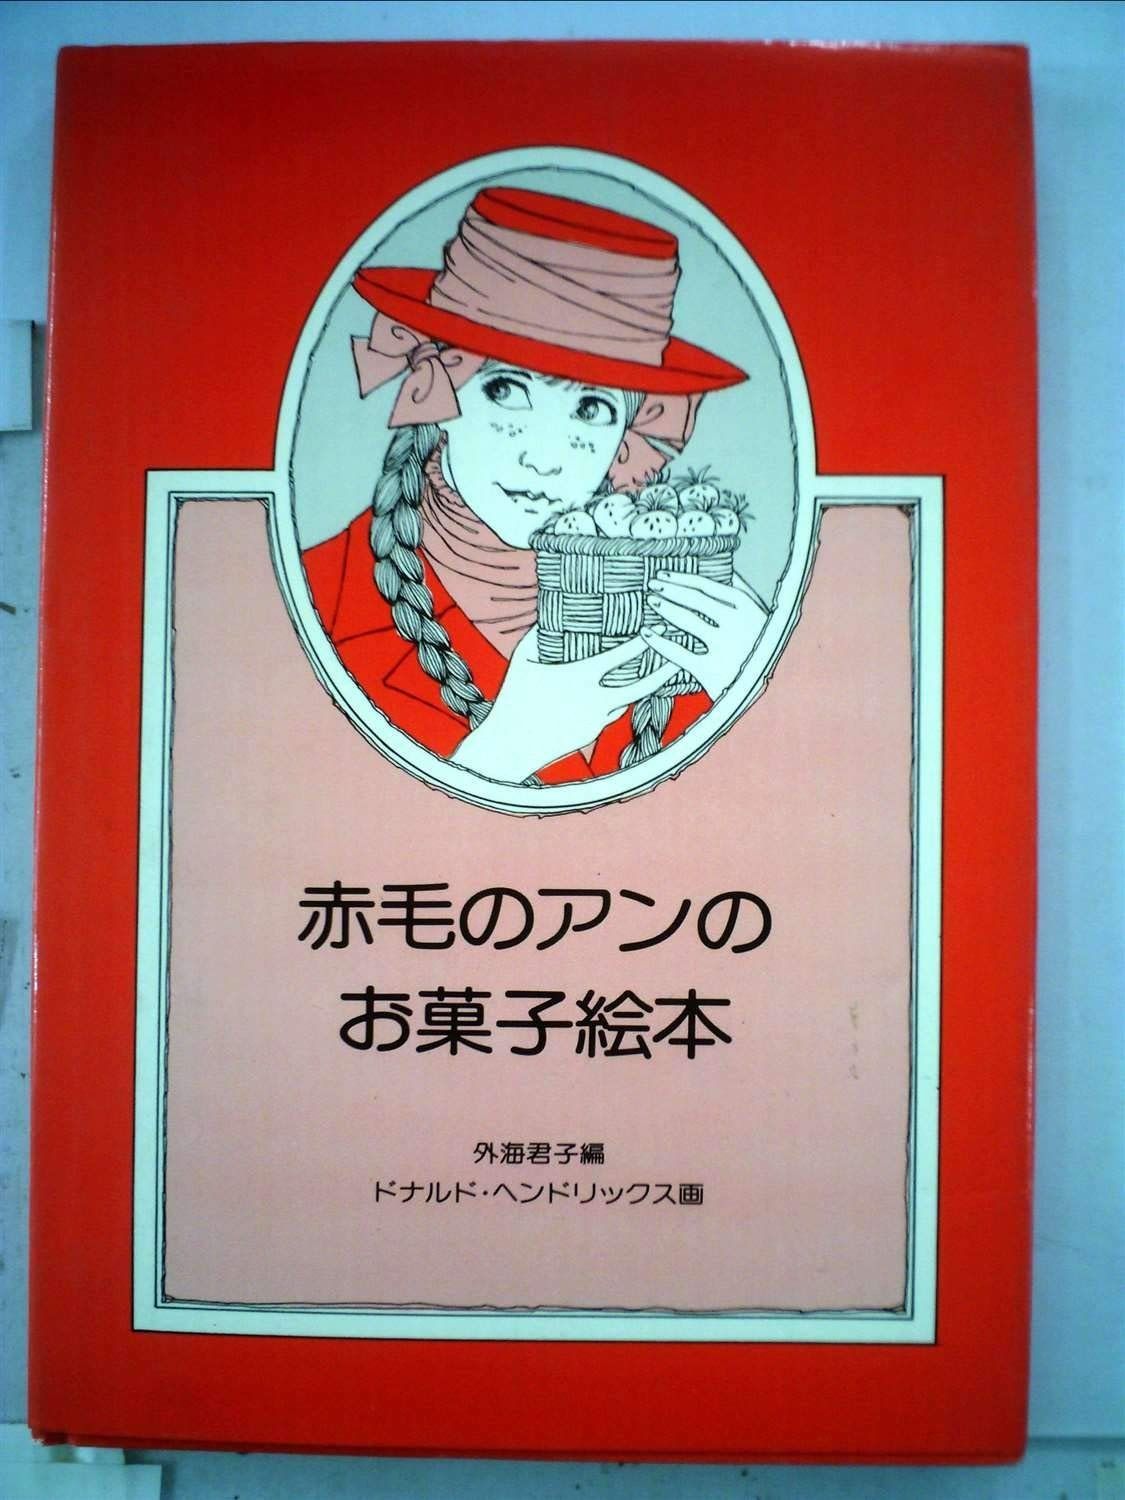 赤毛のアンの
お菓子絵本
外海君子編
ドナルド・ヘンドリックス画